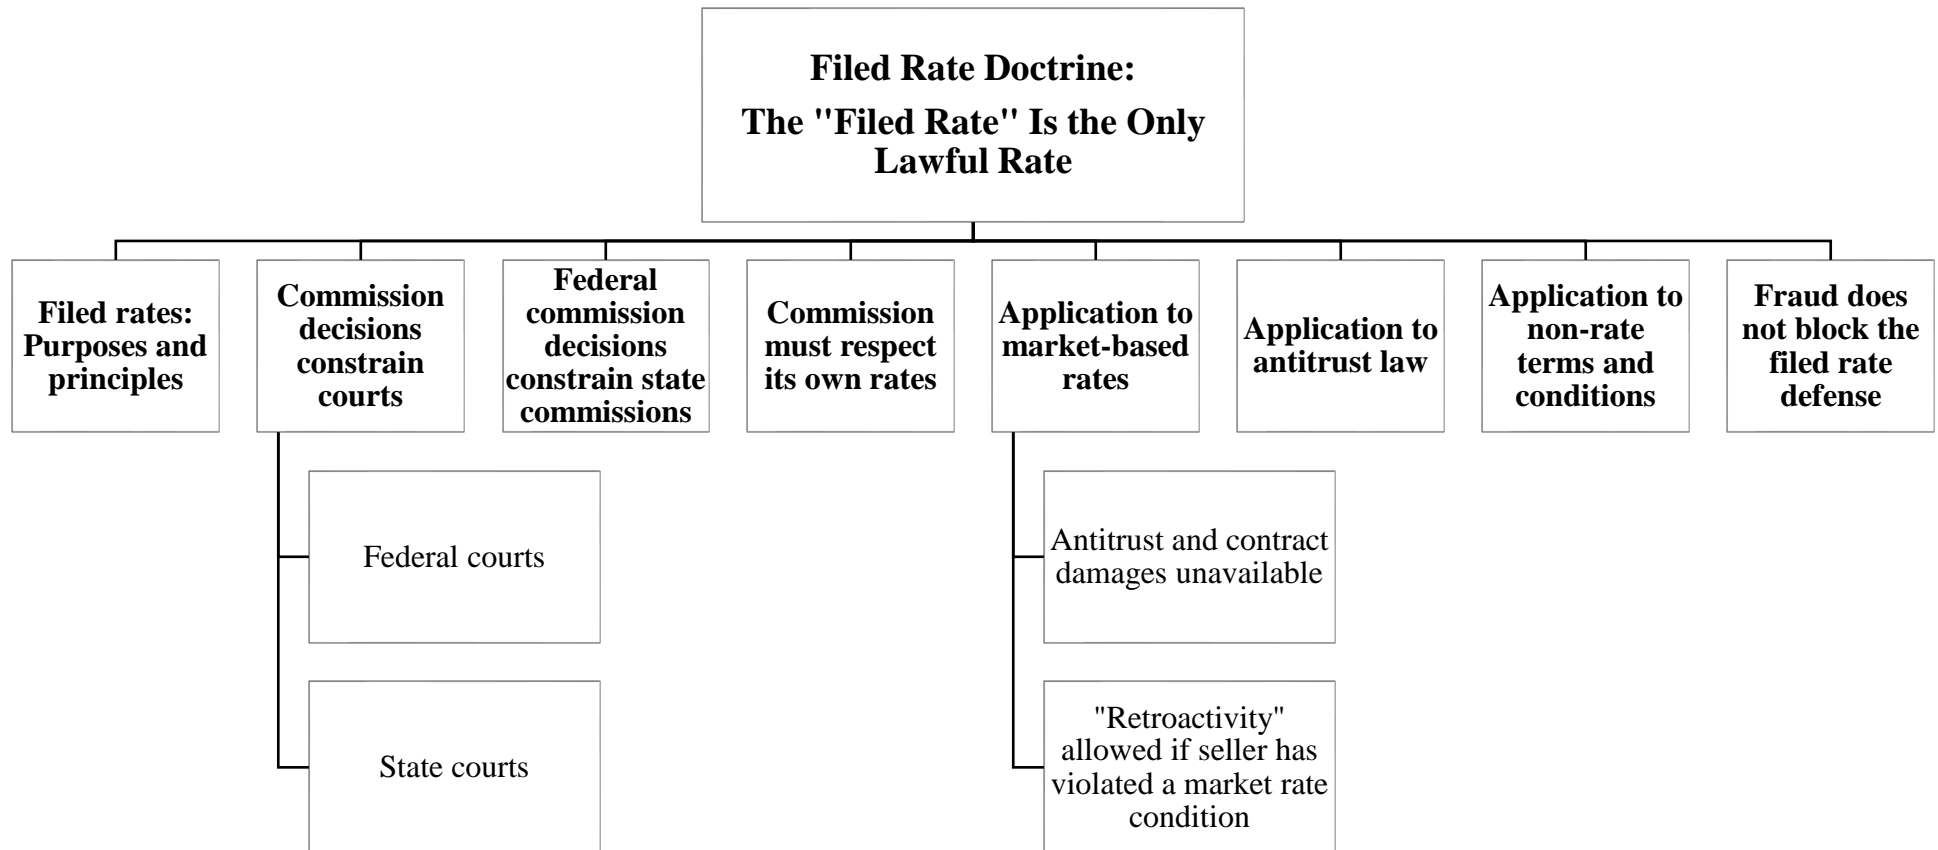 Filed Rate Doctrine:
The "Filed Rate" Is the Only
Lawful Rate
Filed rates:
Purposes and
principles
Commission
decisions
constrain
courts
Federal
commission
decisions
constrain state
commissions
Commission
must respect
its own rates
Application to
market-based
rates
Application to
antitrust law
Application to
non-rate
terms and
conditions
Fraud does
not block the
filed rate
defense
Federal courts
State courts
Antitrust and contract
damages unavailable
"Retroactivity"
allowed if seller has
violated a market rate
condition